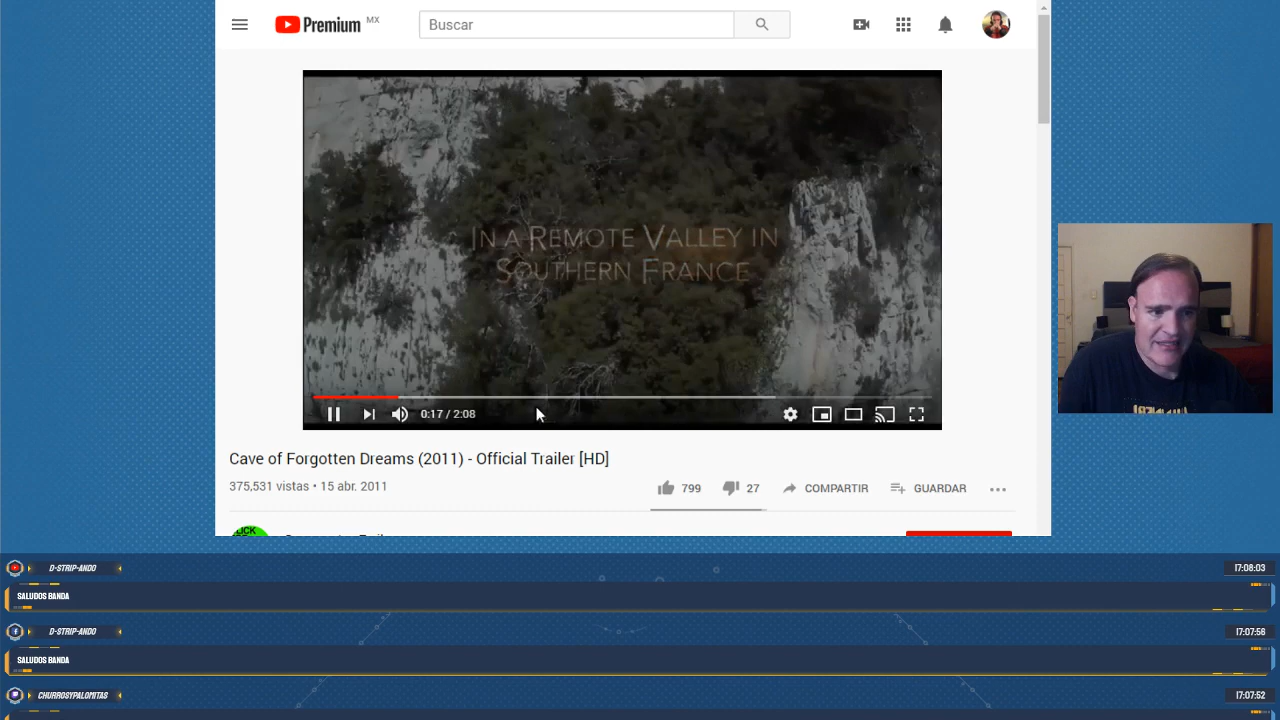 Premium MX
Buscar
IN A REMOTE VALLEY IN
SOUTHERN FRANCE
0:17 / 2:08
Cave of Forgotten Dreams (2011) - Official Trailer [HD]
375,531 vistas • 15 abr. 2011
799
27
COMPARTIR
GUARDAR
D-STRIP-ANDO
17:08:03
SALUDOS BANDA
D-STRIP-ANDO
17:07:56
SALUDOS BANDA
CHURROSYPALOMITAS
17:07:52